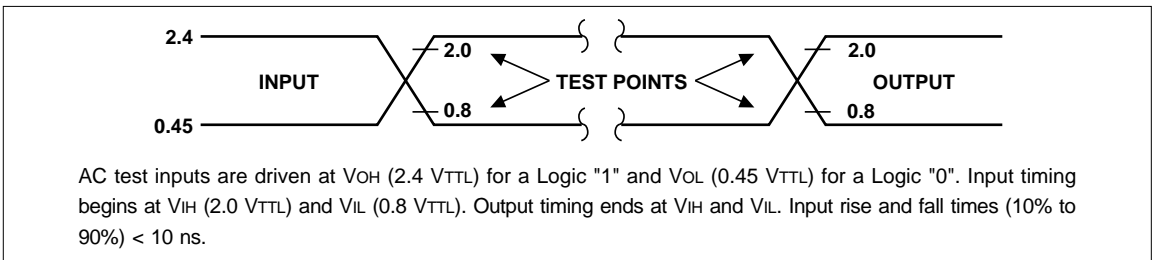 2.4
2.0
2.0
INPUT
TEST POINTS
OUTPUT
0.8
0.8
0.45
AC test inputs are driven at VOH (2.4 VTTL) for a Logic "1" and VOL (0.45 VTTL) for a Logic "0". Input timing
begins at VIH (2.0 VTTL) and VIL (0.8 VTTL). Output timing ends at VIH and VIL. Input rise and fall times (10% to
90%) < 10 ns.